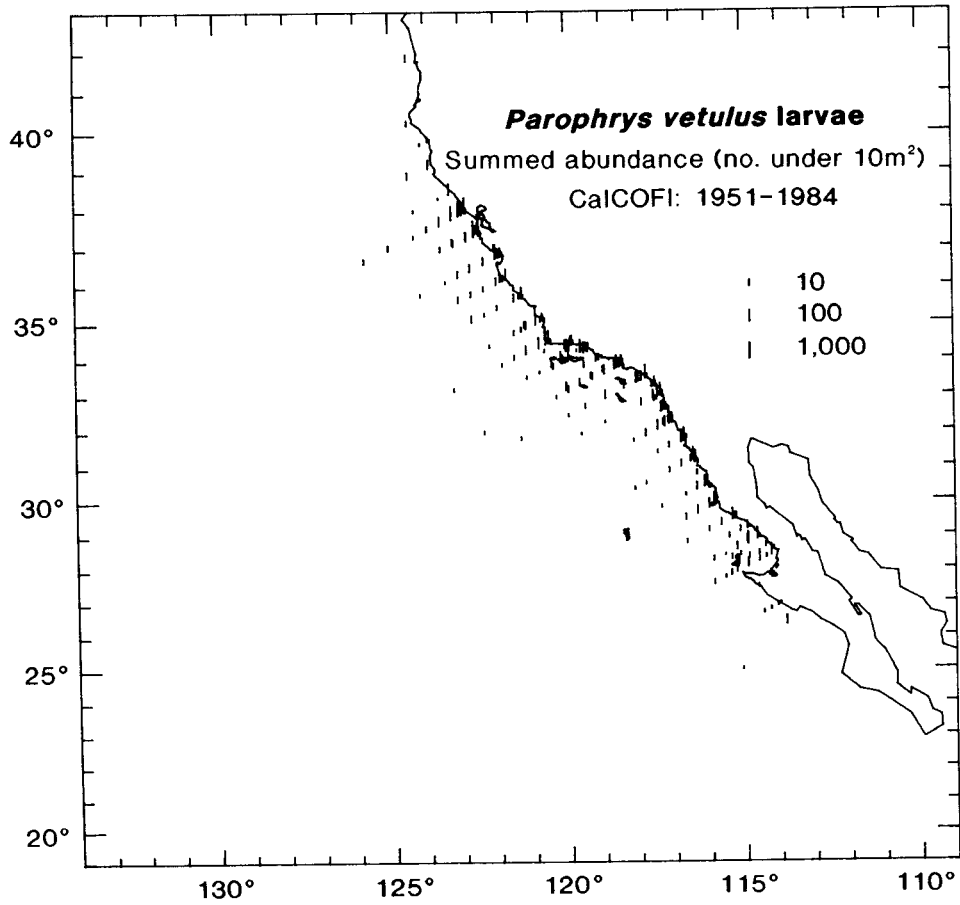 Parophrys vetulus larvae
Summed abundance (no. under 10m²)
CalCOFI: 1951-1984
10
100
1,000
40°
35°
30°
25°
20°
130° 125° 120° 115° 110°